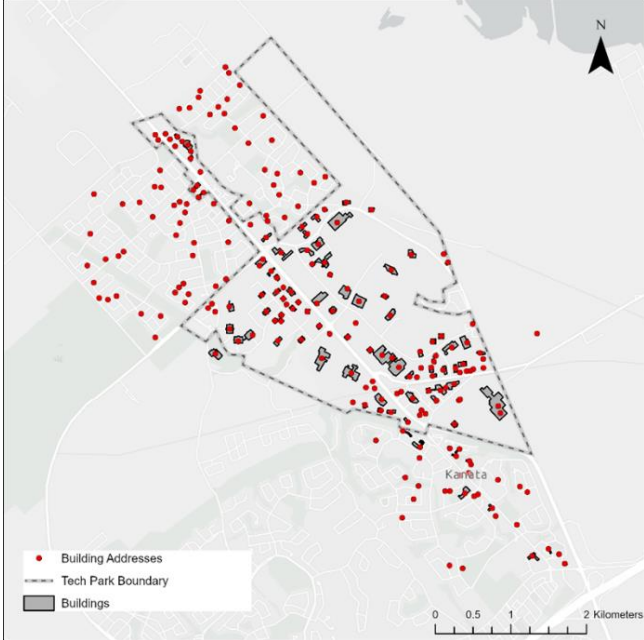 N
Kanata
Building Addresses
Tech Park Boundary
Buildings
0 0.5 1 2 Kilometers